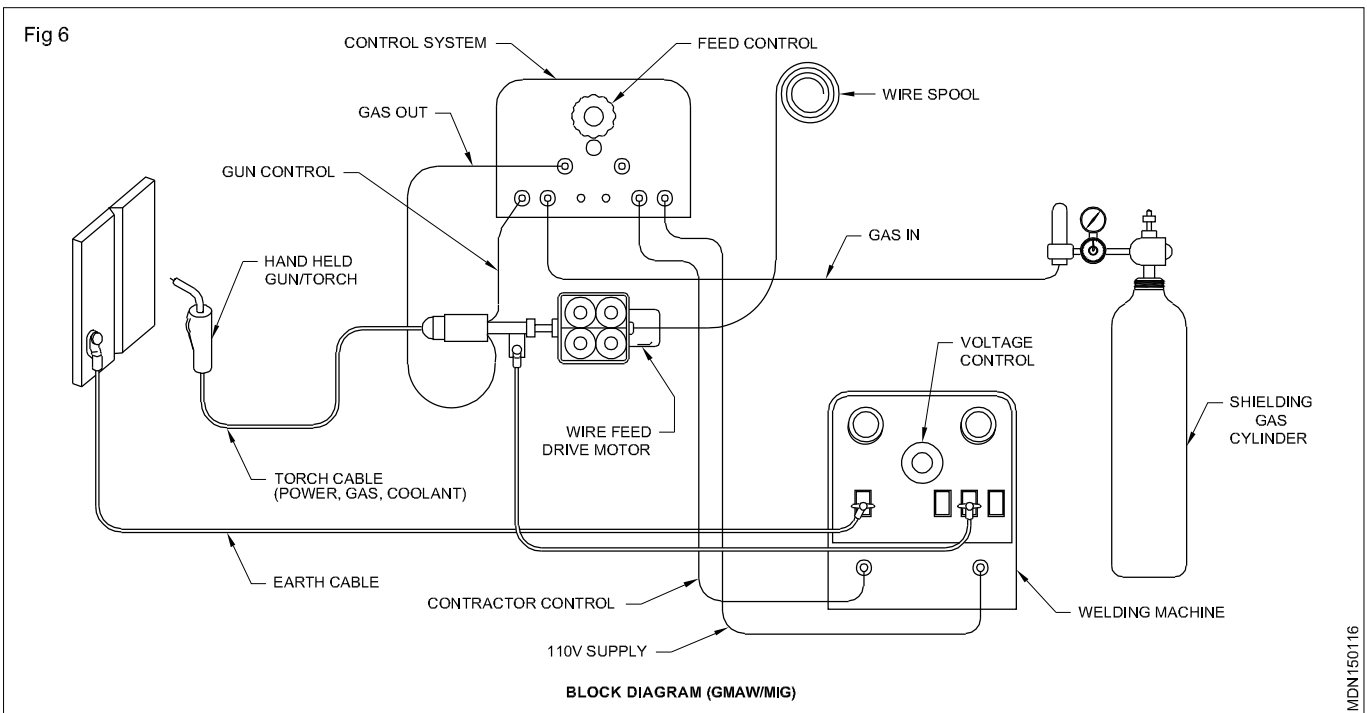 Fig 6
CONTROL SYSTEM
FEED CONTROL
WIRE SPOOL
GAS OUT
GUN CONTROL
GAS IN
HAND HELD
GUN/TORCH
VOLTAGE
CONTROL
SHIELDING
GAS
CYLINDER
WIRE FEED
DRIVE MOTOR
TORCH CABLE
(POWER, GAS, COOLANT)
EARTH CABLE
CONTRACTOR CONTROL
WELDING MACHINE
110V SUPPLY
BLOCK DIAGRAM (GMAW/MIG)
MDN150116